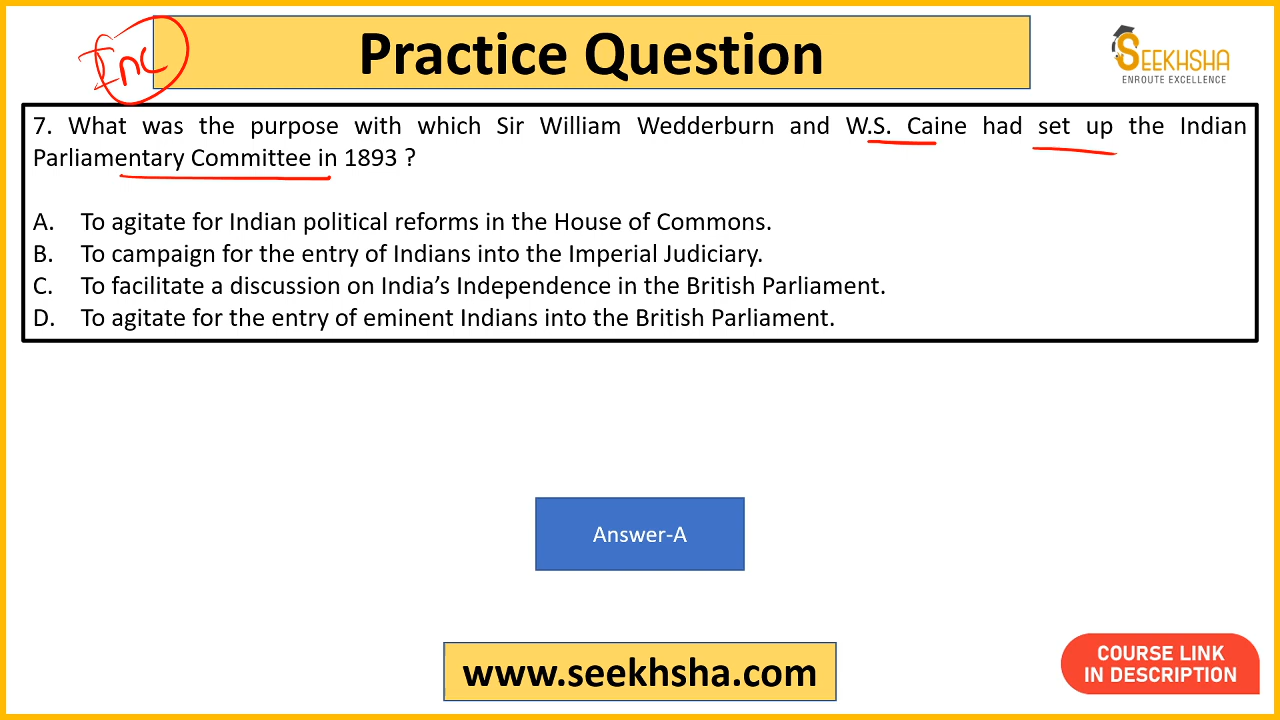 Inc
Practice Question
SEEKHSHA
ENROUTE EXCELLENCE
7. What was the purpose with which Sir William Wedderburn and W.S. Caine had set up the Indian
Parliamentary Committee in 1893 ?
A. To agitate for Indian political reforms in the House of Commons.
B. To campaign for the entry of Indians into the Imperial Judiciary.
C. To facilitate a discussion on India’s Independence in the British Parliament.
D. To agitate for the entry of eminent Indians into the British Parliament.
Answer-A
www.seekhsha.com
COURSE LINK
IN DESCRIPTION